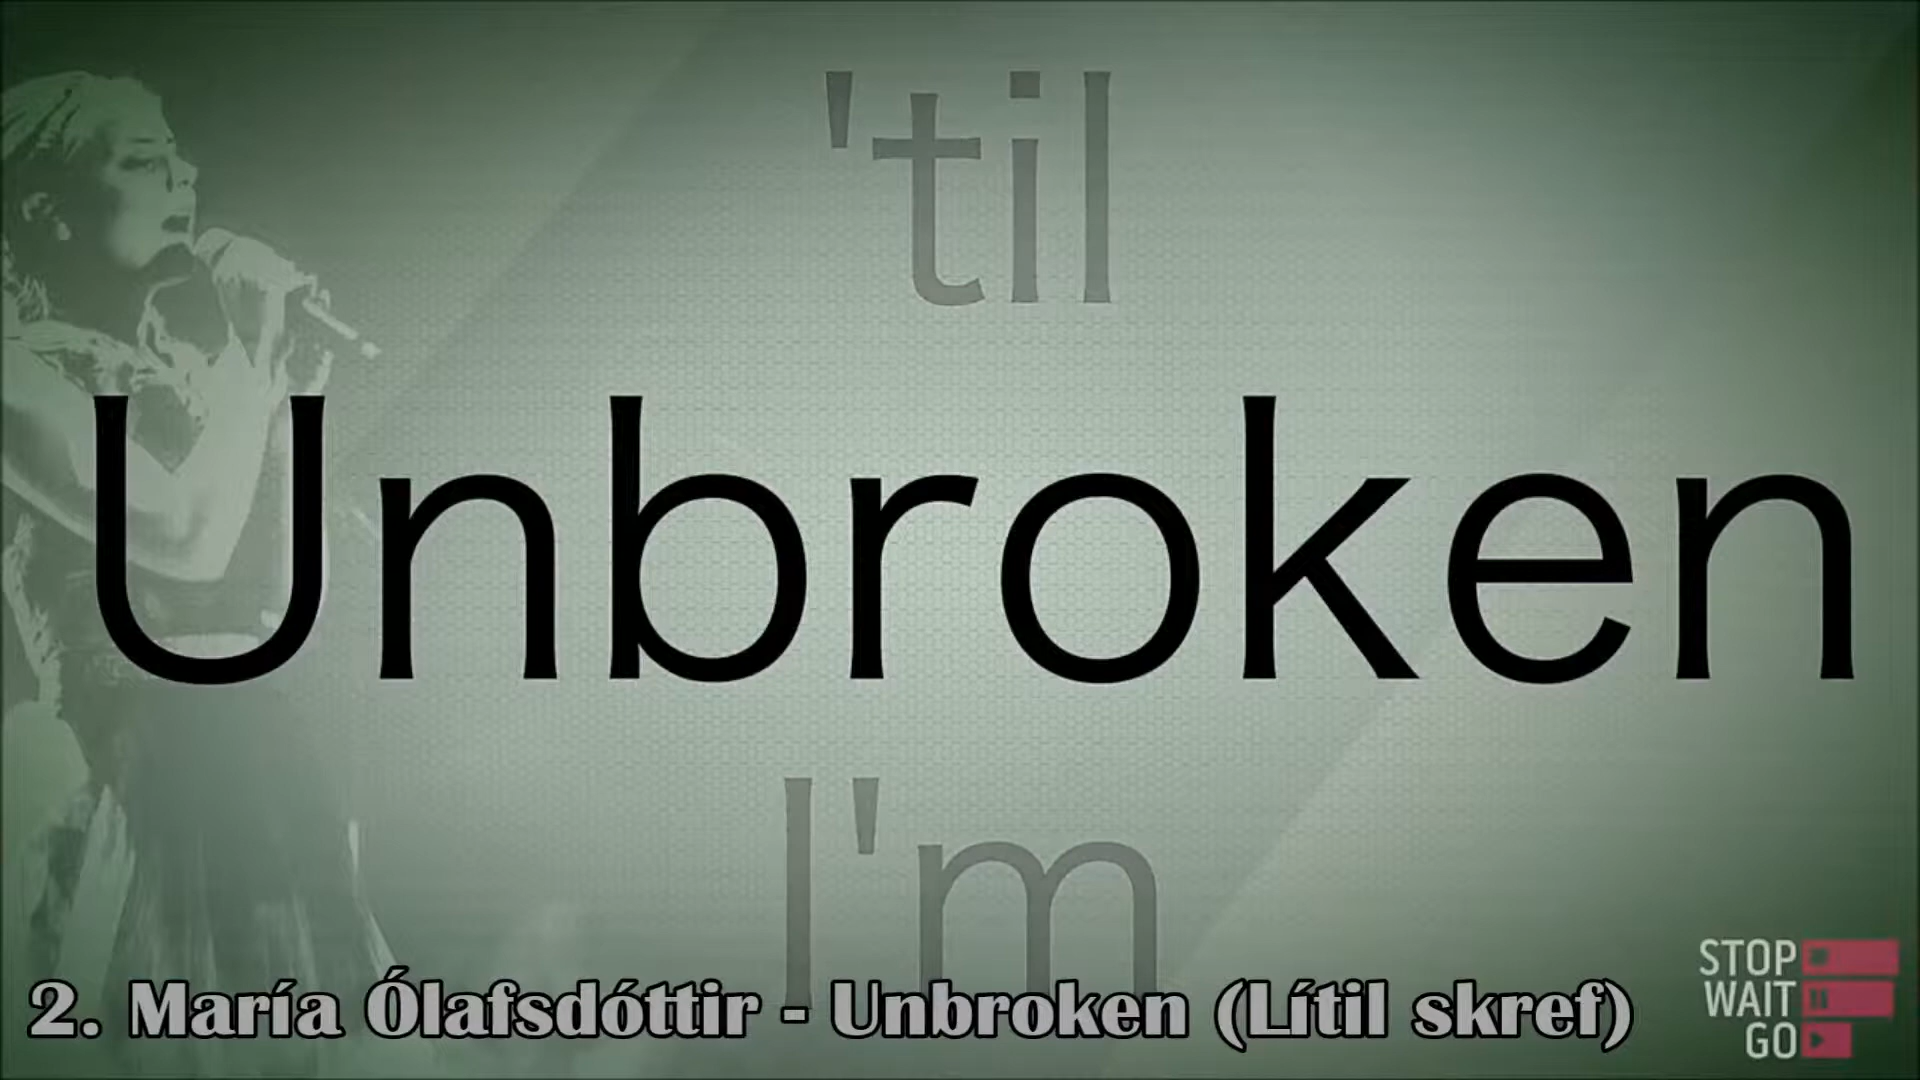 'til
Unbroken
I'm
2. María Ólafsdóttir - Unbroken (Lítil skref)
STOP
WAIT
GO